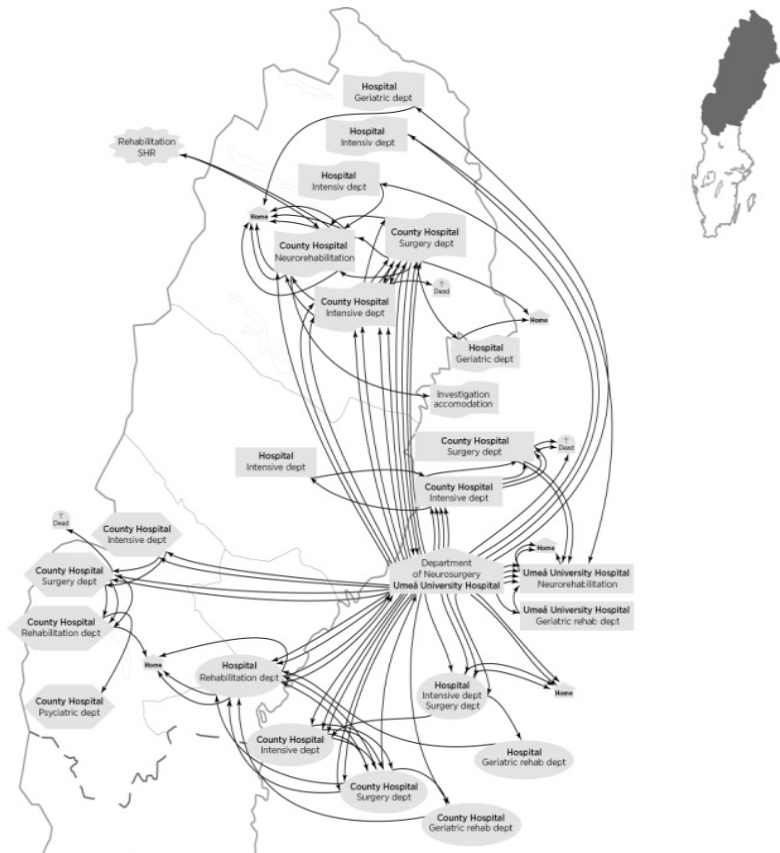 Hospital
Geriatric dept
Hospital
Intensiv dept
Rehabilitation
SHR
Hospital
Intensiv dept
Home
County Hospital
Surgery dept
County Hospital
Neurorehabilitation
†
Dead
County Hospital
Intensive dept
Home
Hospital
Geriatric dept
Investigation
accomodation
County Hospital
Surgery dept
†
Dead
Hospital
Intensive dept
County Hospital
Intensive dept
†
Dead
County Hospital
Intensive dept
Home
Department
of Neurosurgery
Umeå University Hospital
County Hospital
Surgery dept
Umeå University Hospital
Neurorehabilitation
Umeå University Hospital
Geriatric rehab dept
County Hospital
Rehabilitation dept
Home
Hospital
Rehabilitation dept
Hospital
Intensive dept
Surgery dept
Home
County Hospital
Psychiatric dept
County Hospital
Intensive dept
Hospital
Geriatric rehab dept
County Hospital
Surgery dept
County Hospital
Geriatric rehab dept